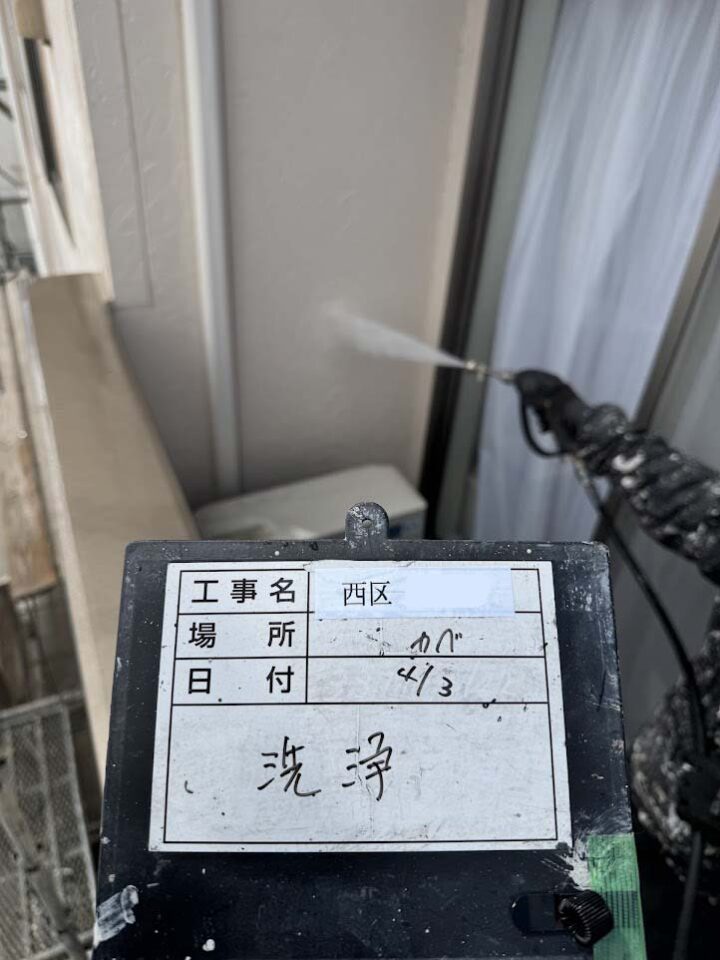 工事名 西区
場所 カベ
日付 4/3
洗浄